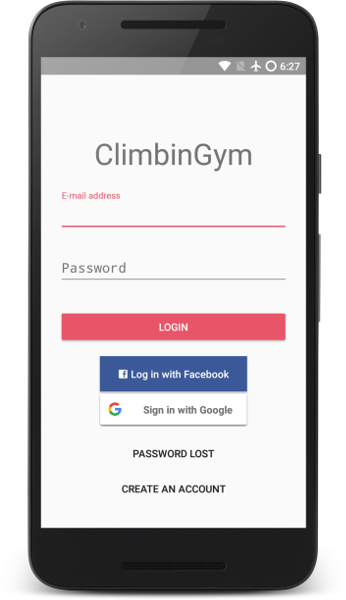 6:27
ClimbinGym
E-mail address
Password
LOGIN
Log in with Facebook
Sign in with Google
PASSWORD LOST
CREATE AN ACCOUNT